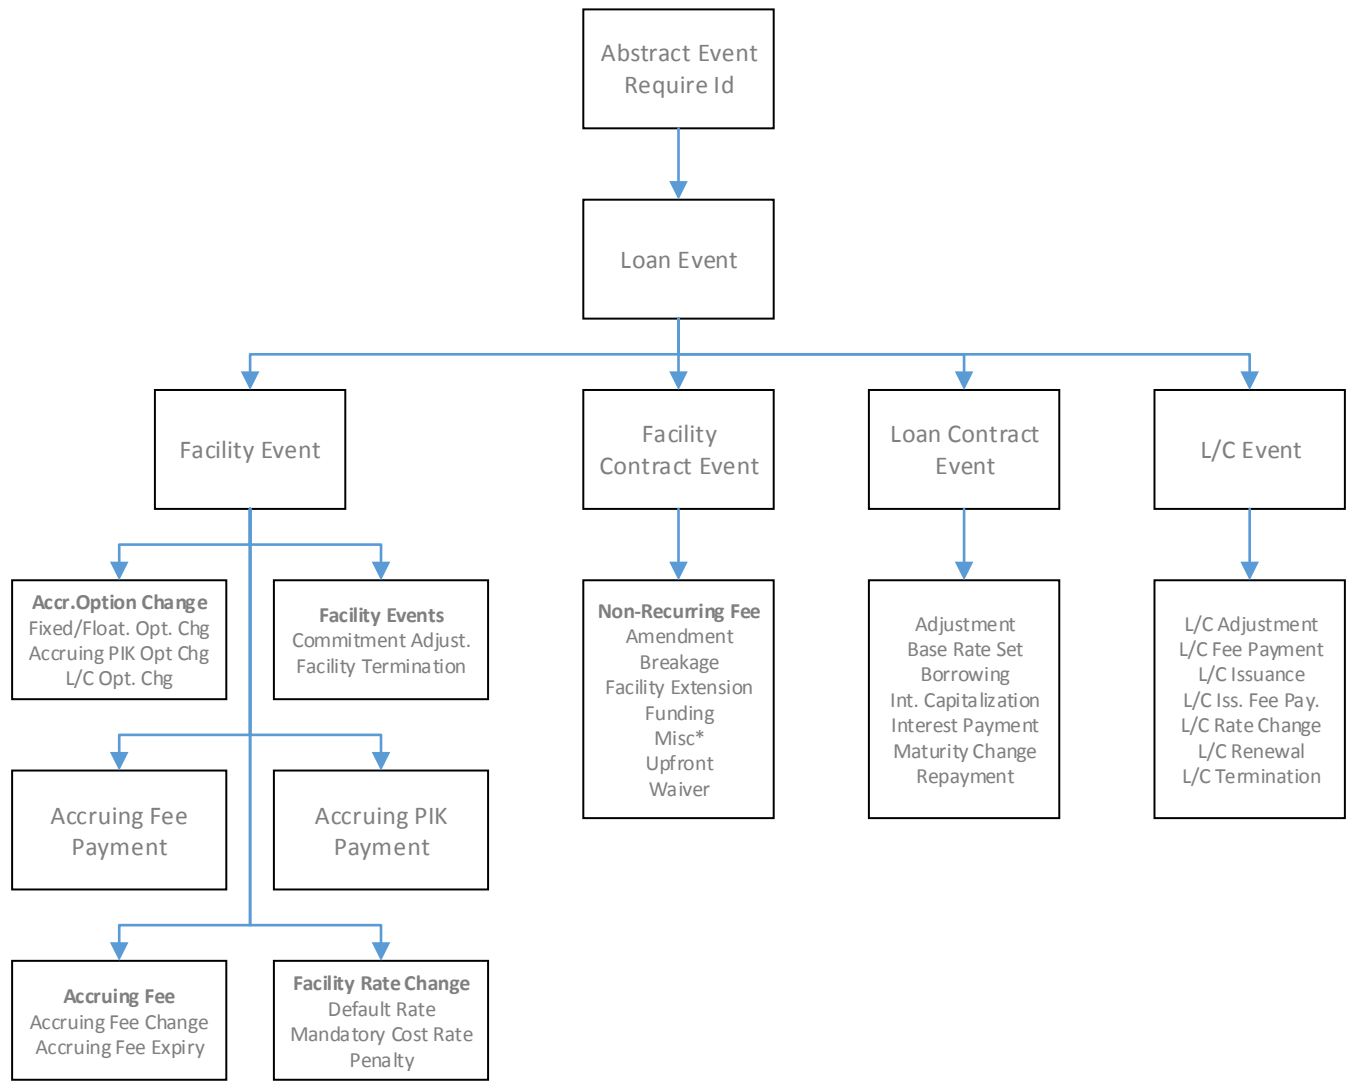 Abstract Event
Require Id
Loan Event
Facility Event
Facility
Contract Event
Loan Contract
Event
L/C Event
Accr.Option Change
Fixed/Float. Opt. Chg
Accruing PIK Opt Chg
L/C Opt. Chg
Facility Events
Commitment Adjust.
Facility Termination
Non-Recurring Fee
Amendment
Breakage
Facility Extension
Funding
Misc*
Upfront
Waiver
Adjustment
Base Rate Set
Borrowing
Int. Capitalization
Interest Payment
Maturity Change
Repayment
L/C Adjustment
L/C Fee Payment
L/C Issuance
L/C Iss. Fee Pay.
L/C Rate Change
L/C Renewal
L/C Termination
Accruing Fee
Payment
Accruing PIK
Payment
Accruing Fee
Accruing Fee Change
Accruing Fee Expiry
Facility Rate Change
Default Rate
Mandatory Cost Rate
Penalty